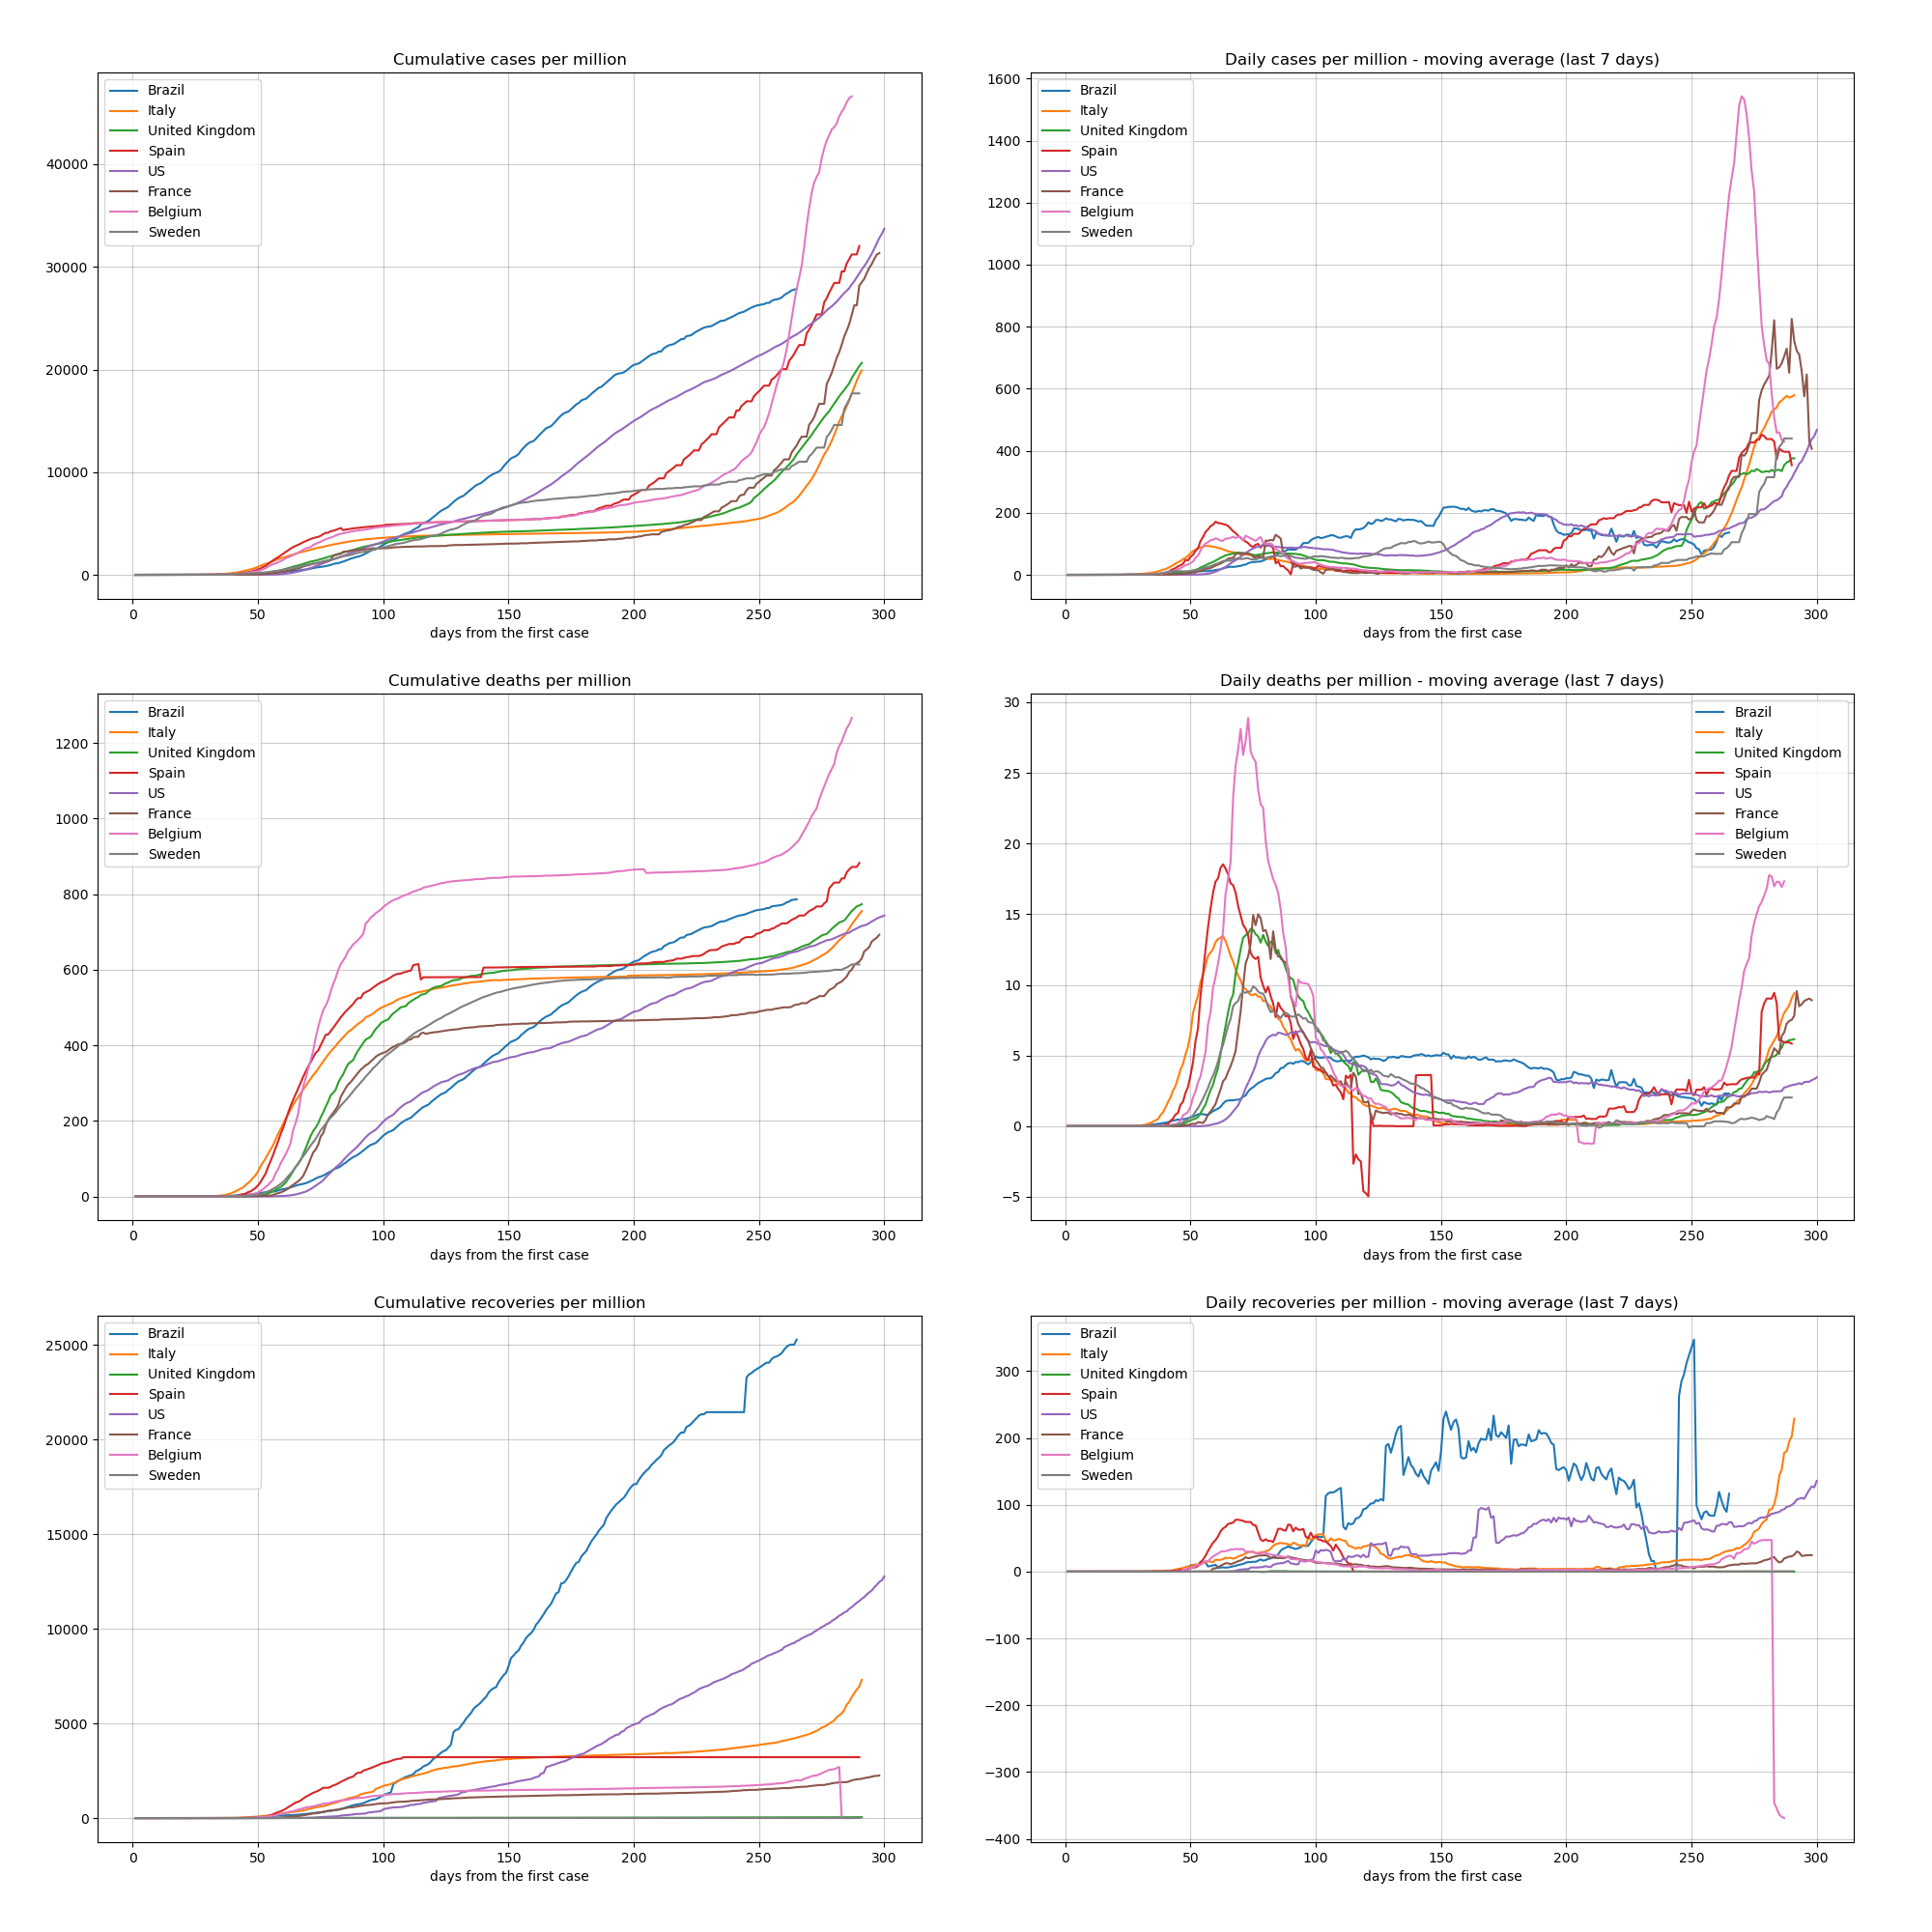 Cumulative cases per million
Brazil
Italy
United Kingdom
Spain
US
France
Belgium
Sweden
40000
30000
20000
10000
0
0 50 100 150 200 250 300
days from the first case
Daily cases per million - moving average (last 7 days)
Brazil
Italy
United Kingdom
Spain
US
France
Belgium
Sweden
1600
1400
1200
1000
800
600
400
200
0
0 50 100 150 200 250 300
days from the first case
Cumulative deaths per million
Brazil
Italy
United Kingdom
Spain
US
France
Belgium
Sweden
1200
1000
800
600
400
200
0
0 50 100 150 200 250 300
days from the first case
Daily deaths per million - moving average (last 7 days)
Brazil
Italy
United Kingdom
Spain
US
France
Belgium
Sweden
30
25
20
15
10
5
0
−5
0 50 100 150 200 250 300
days from the first case
Cumulative recoveries per million
Brazil
Italy
United Kingdom
Spain
US
France
Belgium
Sweden
25000
20000
15000
10000
5000
0
0 50 100 150 200 250 300
days from the first case
Daily recoveries per million - moving average (last 7 days)
Brazil
Italy
United Kingdom
Spain
US
France
Belgium
Sweden
300
200
100
0
−100
−200
−300
−400
0 50 100 150 200 250 300
days from the first case